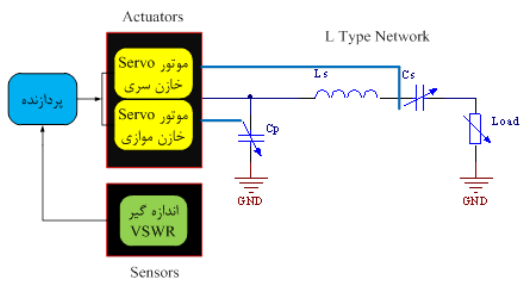 Actuators
L Type Network
موتور Servo
خازن سری
Ls
Cs
پردازنده
موتور Servo
خازن موازی
Cp
Load
GND
GND
اندازه گیر
VSWR
Sensors